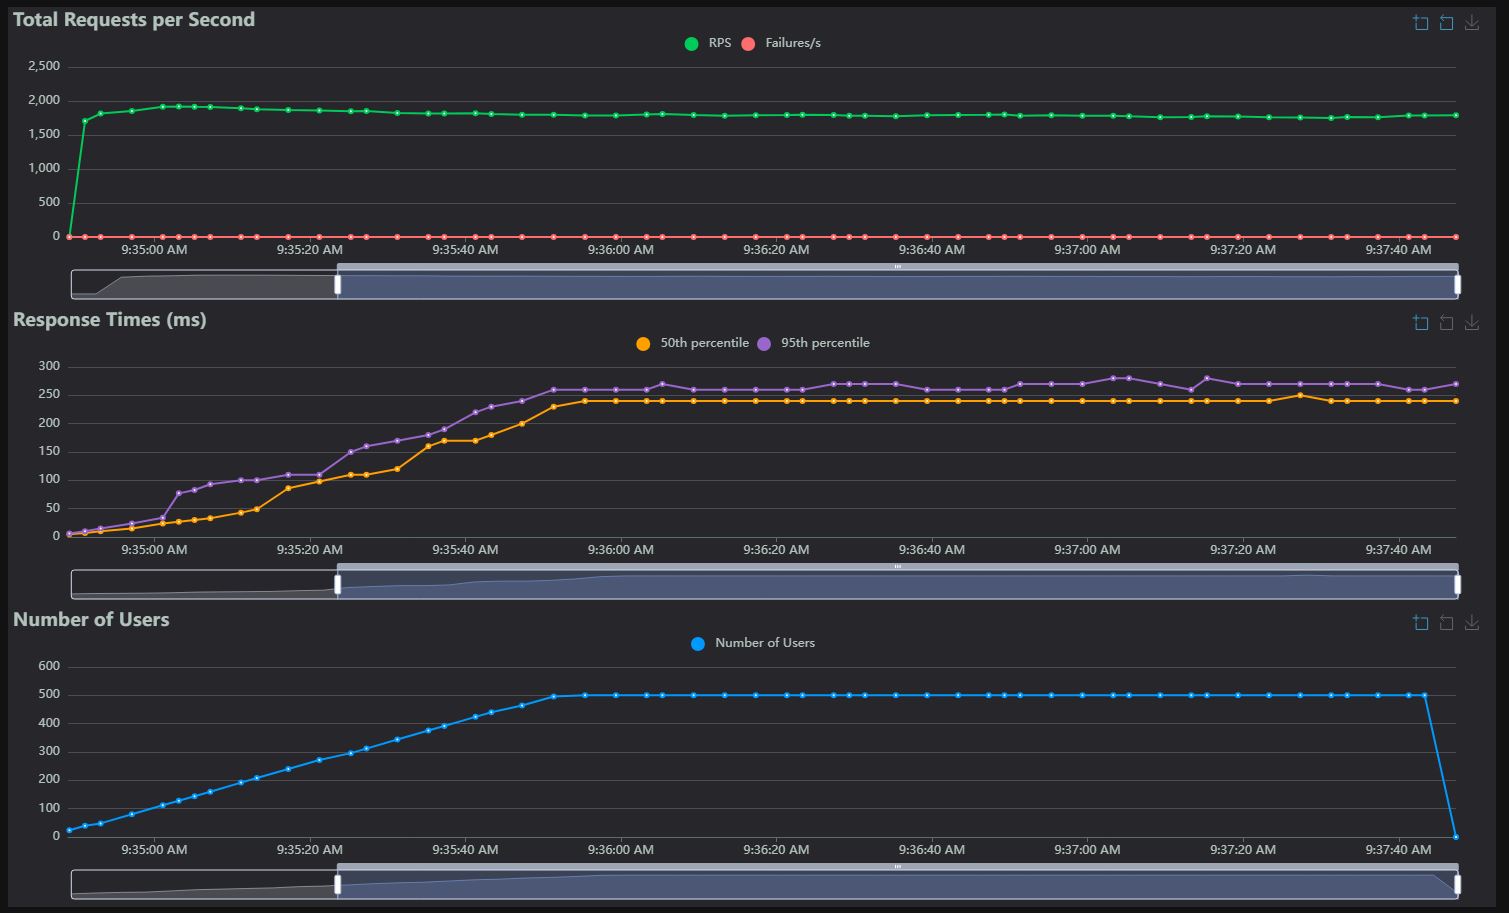 Total Requests per Second
RPS Failures/s
2,500
2,000
1,500
1,000
500
0
9:35:00 AM 9:35:20 AM 9:35:40 AM 9:36:00 AM 9:36:20 AM 9:36:40 AM 9:37:00 AM 9:37:20 AM 9:37:40 AM
Response Times (ms)
50th percentile 95th percentile
300
250
200
150
100
50
0
9:35:00 AM 9:35:20 AM 9:35:40 AM 9:36:00 AM 9:36:20 AM 9:36:40 AM 9:37:00 AM 9:37:20 AM 9:37:40 AM
Number of Users
Number of Users
600
500
400
300
200
100
0
9:35:00 AM 9:35:20 AM 9:35:40 AM 9:36:00 AM 9:36:20 AM 9:36:40 AM 9:37:00 AM 9:37:20 AM 9:37:40 AM